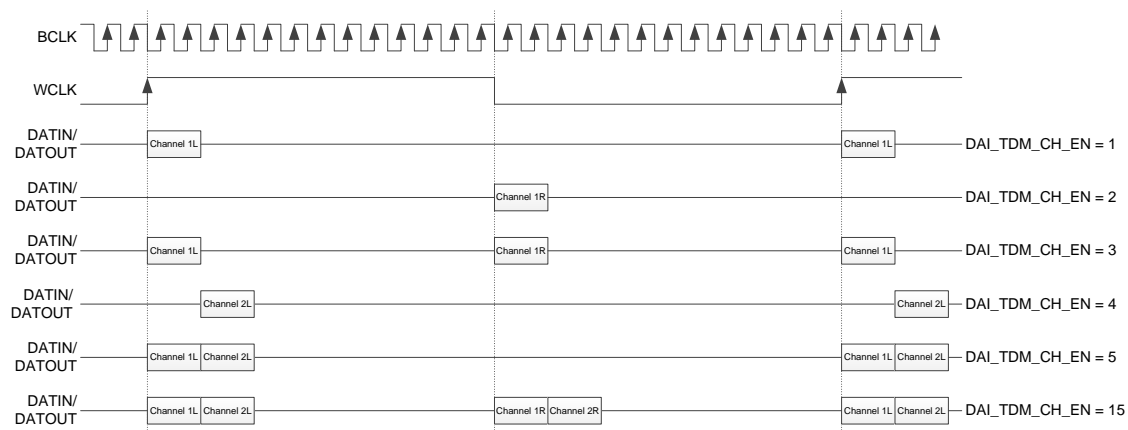 BCLK
WCLK
DATIN/
DATOUT
Channel 1L
Channel 1L
DAI_TDM_CH_EN = 1
DATIN/
DATOUT
Channel 1R
DAI_TDM_CH_EN = 2
DATIN/
DATOUT
Channel 1L
Channel 1R
Channel 1L
DAI_TDM_CH_EN = 3
DATIN/
DATOUT
Channel 2L
Channel 2L
DAI_TDM_CH_EN = 4
DATIN/
DATOUT
Channel 1L
Channel 2L
Channel 1L
Channel 2L
DAI_TDM_CH_EN = 5
DATIN/
DATOUT
Channel 1L
Channel 2L
Channel 1R
Channel 2R
Channel 1L
Channel 2L
DAI_TDM_CH_EN = 15